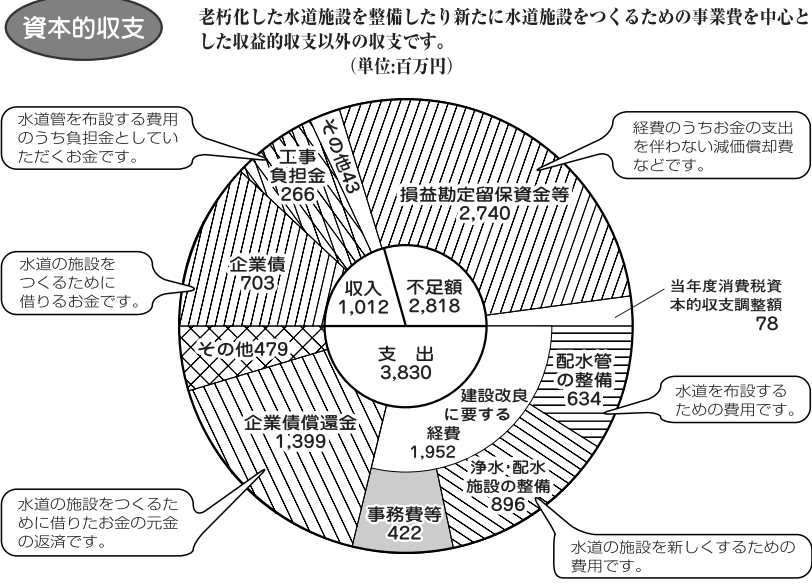 資本的収支
老朽化した水道施設を整備したり新たに水道施設をつくるための事業費を中心と
した収益的収支以外の収支です。
(単位:百万円)
水道管を布設する費用
のうち負担金としてい
ただくお金です。
工事
負担金
266
その他43
経費のうちお金の支出
を伴わない減価償却費
などです。
損益勘定留保資金等
2,740
水道の施設を
つくるために
借りるお金です。
企業債
703
収入
1,012
不足額
2,818
当年度消費税資
本的収支調整額
78
その他479
支 出
3,830
配水管
の整備
634
水道を布設する
ための費用です。
企業債償還金
1,399
建設改良
に要する
経費
1,952
浄水・配水
施設の整備
896
事務費等
422
水道の施設をつくるた
めに借りたお金の元金
の返済です。
水道の施設を新しくするための
費用です。